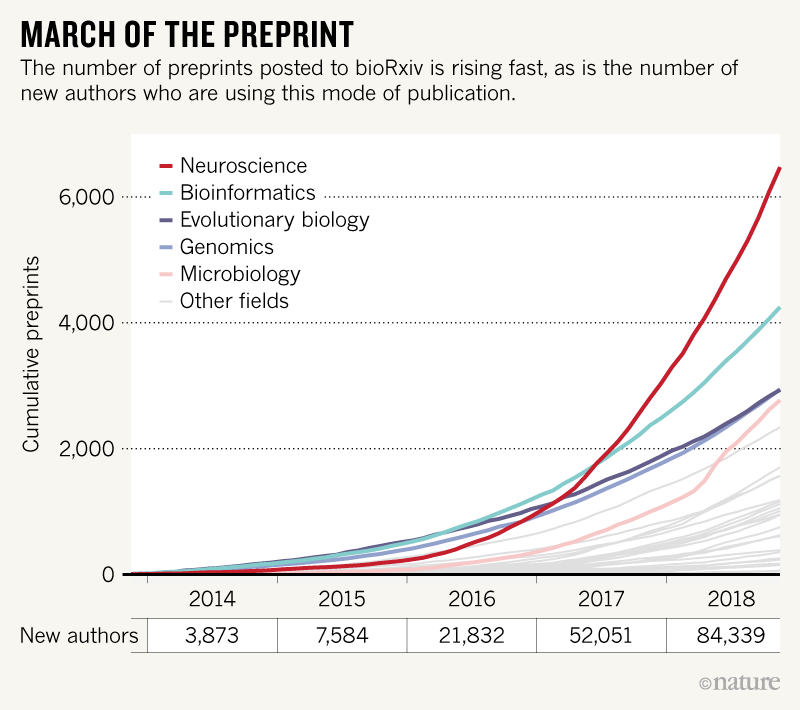 MARCH OF THE PREPRINT
The number of preprints posted to bioRxiv is rising fast, as is the number of
new authors who are using this mode of publication.
Neuroscience
Bioinformatics
Evolutionary biology
Genomics
Microbiology
Other fields
Cumulative preprints
6,000
4,000
2,000
0
2014 2015 2016 2017 2018
New authors 3,873 7,584 21,832 52,051 84,339
©nature